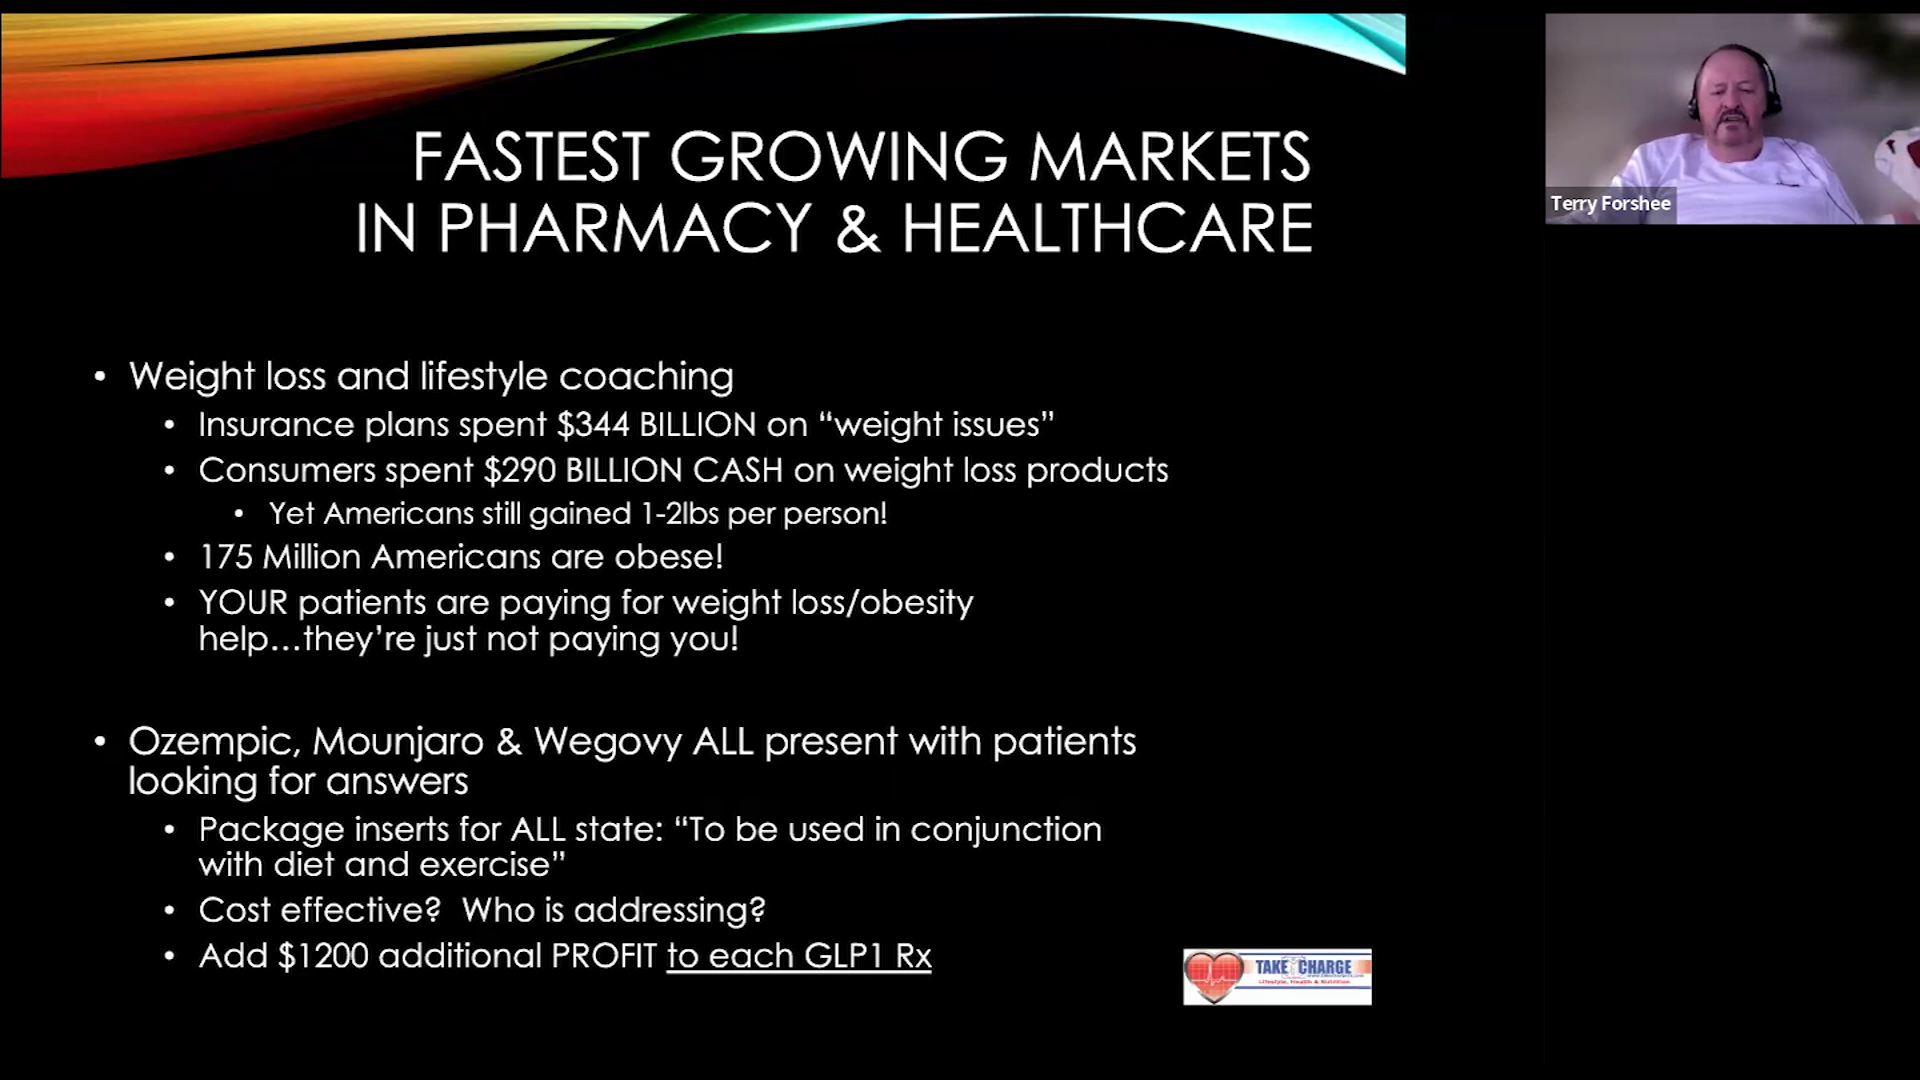 FASTEST GROWING MARKETS
IN PHARMACY & HEALTHCARE
Terry Forshee
• Weight loss and lifestyle coaching
• Insurance plans spent $344 BILLION on “weight issues”
• Consumers spent $290 BILLION CASH on weight loss products
• Yet Americans still gained 1-2lbs per person!
• 175 Million Americans are obese!
• YOUR patients are paying for weight loss/obesity
help…they’re just not paying you!
• Ozempic, Mounjaro & Wegovy ALL present with patients
looking for answers
• Package inserts for ALL state: “To be used in conjunction
with diet and exercise”
• Cost effective?  Who is addressing?
• Add $1200 additional PROFIT to each GLP1 Rx
TAKE CHARGE
Lifestyle, Health & Nutrition